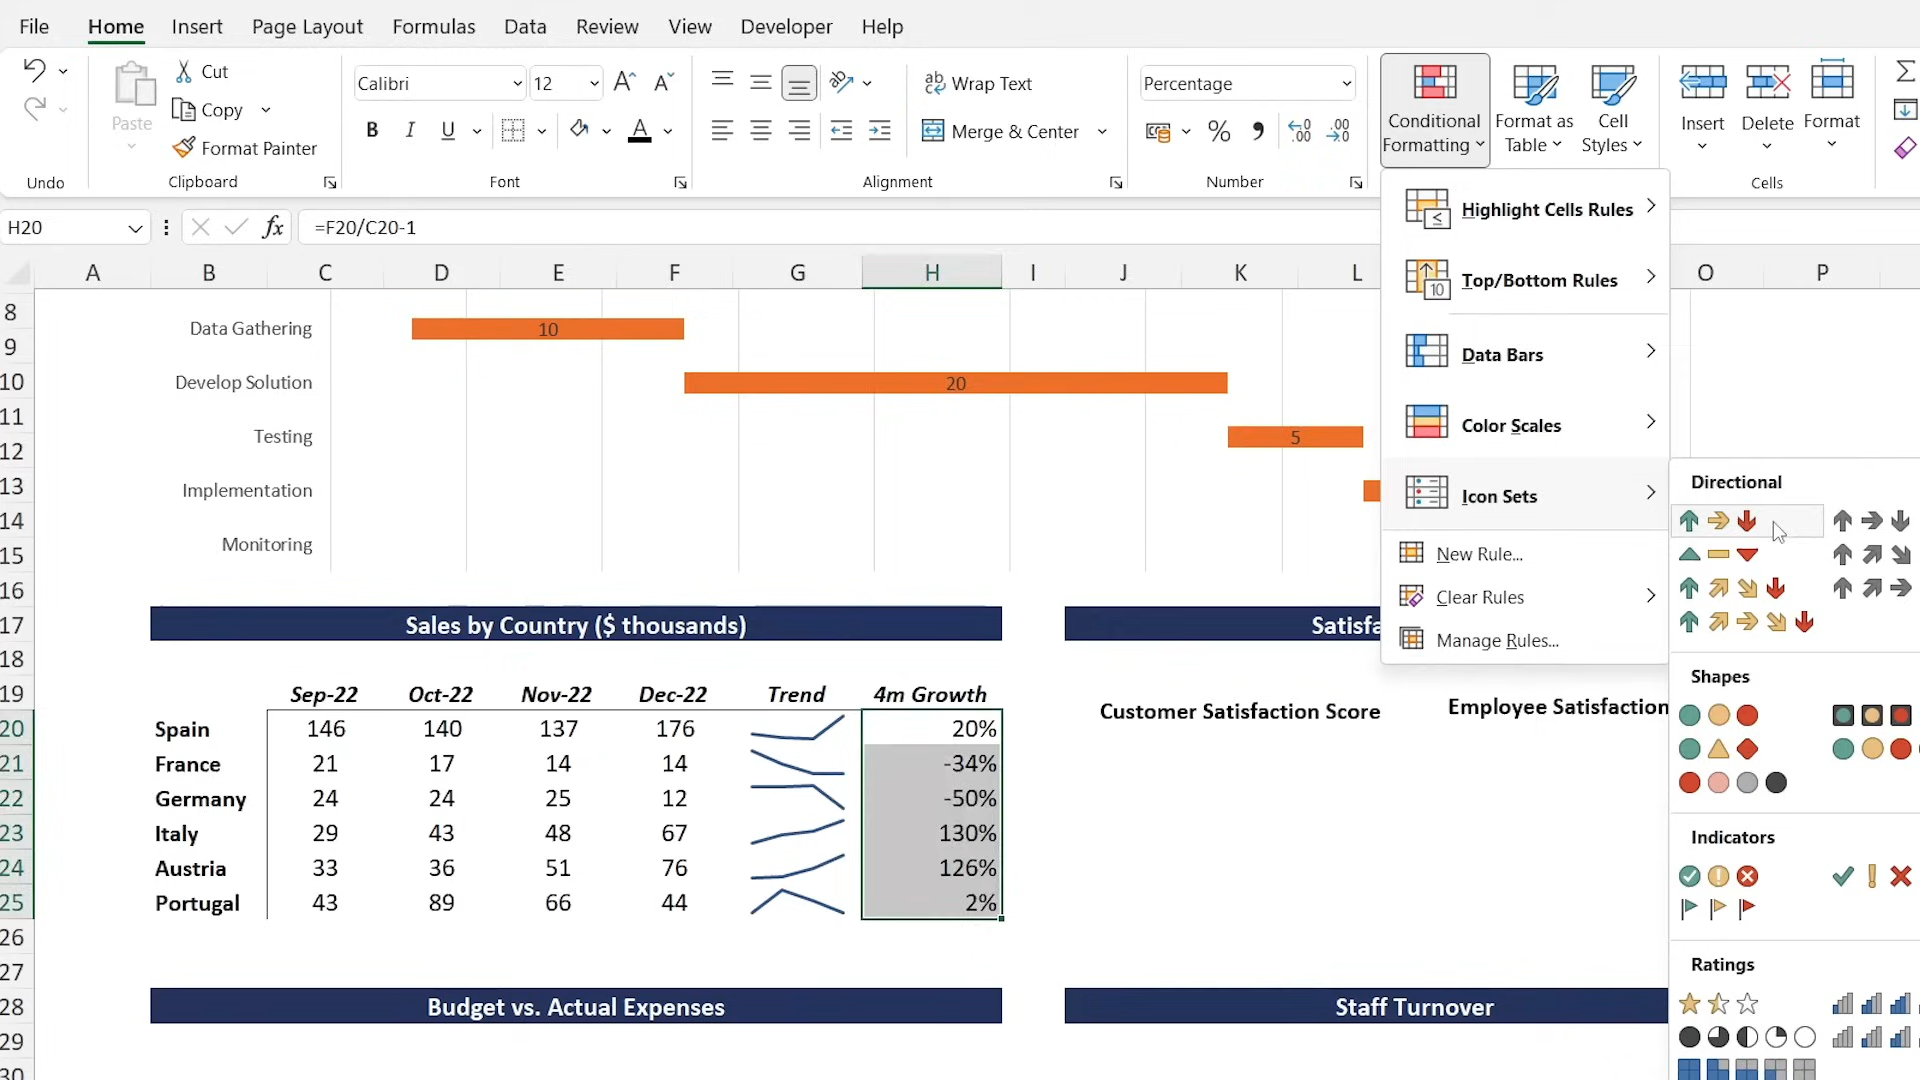 File Home Insert Page Layout Formulas Data Review View Developer Help
Cut
Copy
Format Painter
Paste
Undo
Clipboard
Calibri 12
B I U A
Font
ab Wrap Text
Merge & Center
Alignment
Percentage
% 9 .00 .00
Number
Conditional Formatting
Format as Table
Cell Styles
Insert Delete Format
Cells
H20
fx =F20/C20-1
A B C D E F G H I J K L O P
8
9
10
11
12
13
14
15
16
17
18
19
20
21
22
23
24
25
26
27
28
29
30
Data Gathering 10
Develop Solution 20
Testing 5
Implementation
Monitoring
Sales by Country ($ thousands)
Sep-22 Oct-22 Nov-22 Dec-22 Trend 4m Growth
Spain 146 140 137 176 20%
France 21 17 14 14 -34%
Germany 24 24 25 12 -50%
Italy 29 43 48 67 130%
Austria 33 36 51 76 126%
Portugal 43 89 66 44 2%
Budget vs. Actual Expenses
Satisfa
Customer Satisfaction Score
Employee Satisfaction
Staff Turnover
Highlight Cells Rules
10
Top/Bottom Rules
Data Bars
Color Scales
Icon Sets
New Rule...
Clear Rules
Manage Rules...
Directional
Shapes
Indicators
Ratings